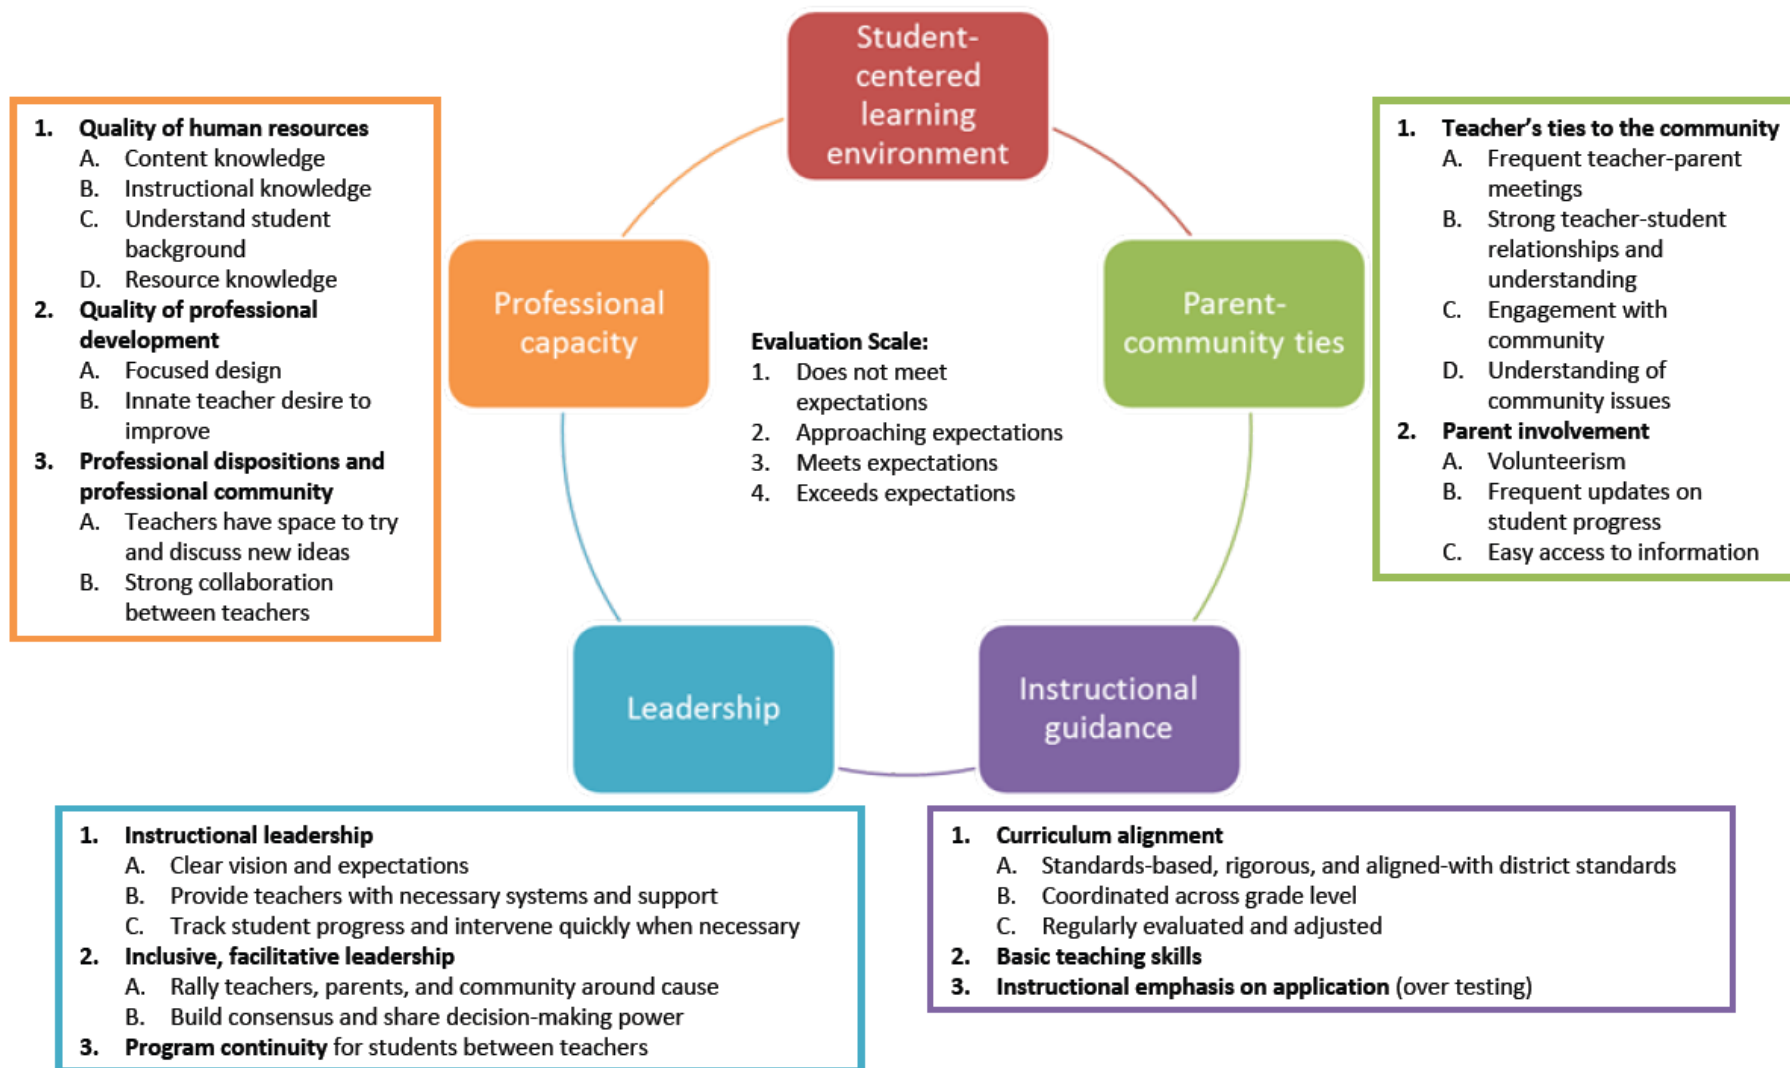 Student-
centered
learning
environment
1. Quality of human resources
A. Content knowledge
B. Instructional knowledge
C. Understand student
background
D. Resource knowledge
2. Quality of professional
development
A. Focused design
B. Innate teacher desire to
improve
3. Professional dispositions and
professional community
A. Teachers have space to try
and discuss new ideas
B. Strong collaboration
between teachers
Professional
capacity
Evaluation Scale:
1. Does not meet
expectations
2. Approaching expectations
3. Meets expectations
4. Exceeds expectations
Parent-
community ties
1. Teacher’s ties to the community
A. Frequent teacher-parent
meetings
B. Strong teacher-student
relationships and
understanding
C. Engagement with
community
D. Understanding of
community issues
2. Parent involvement
A. Volunteerism
B. Frequent updates on
student progress
C. Easy access to information
Leadership
Instructional
guidance
1. Instructional leadership
A. Clear vision and expectations
B. Provide teachers with necessary systems and support
C. Track student progress and intervene quickly when necessary
2. Inclusive, facilitative leadership
A. Rally teachers, parents, and community around cause
B. Build consensus and share decision-making power
3. Program continuity for students between teachers
1. Curriculum alignment
A. Standards-based, rigorous, and aligned-with district standards
B. Coordinated across grade level
C. Regularly evaluated and adjusted
2. Basic teaching skills
3. Instructional emphasis on application (over testing)